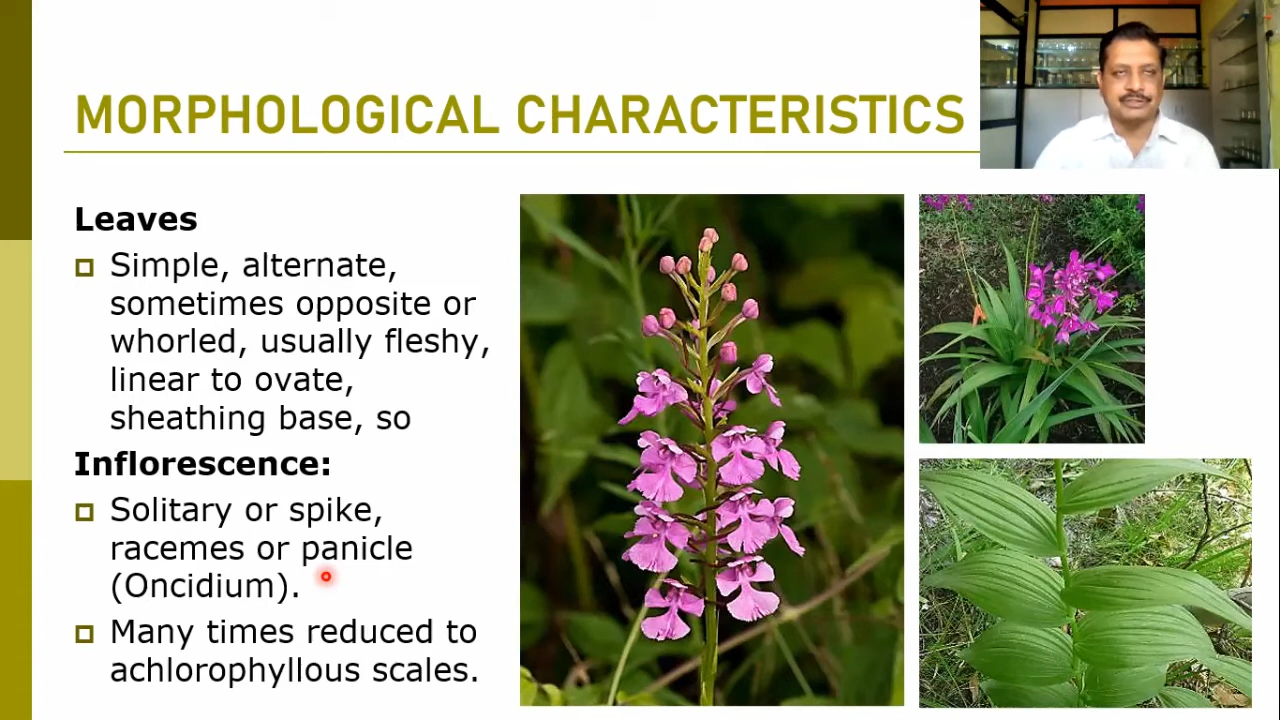 MORPHOLOGICAL CHARACTERISTICS
Leaves
Simple, alternate,
sometimes opposite or
whorled, usually fleshy,
linear to ovate,
sheathing base, so
Inflorescence:
Solitary or spike,
racemes or panicle
(Oncidium).
Many times reduced to
achlorophyllous scales.